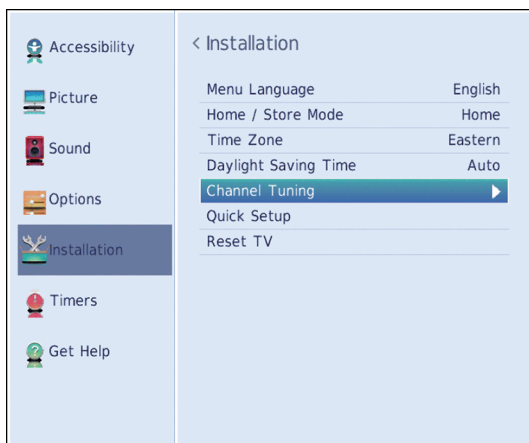 Accessibility
Picture
Sound
Options
Installation
Timers
Get Help
< Installation
Menu Language English
Home / Store Mode Home
Time Zone Eastern
Daylight Saving Time Auto
Channel Tuning
Quick Setup
Reset TV